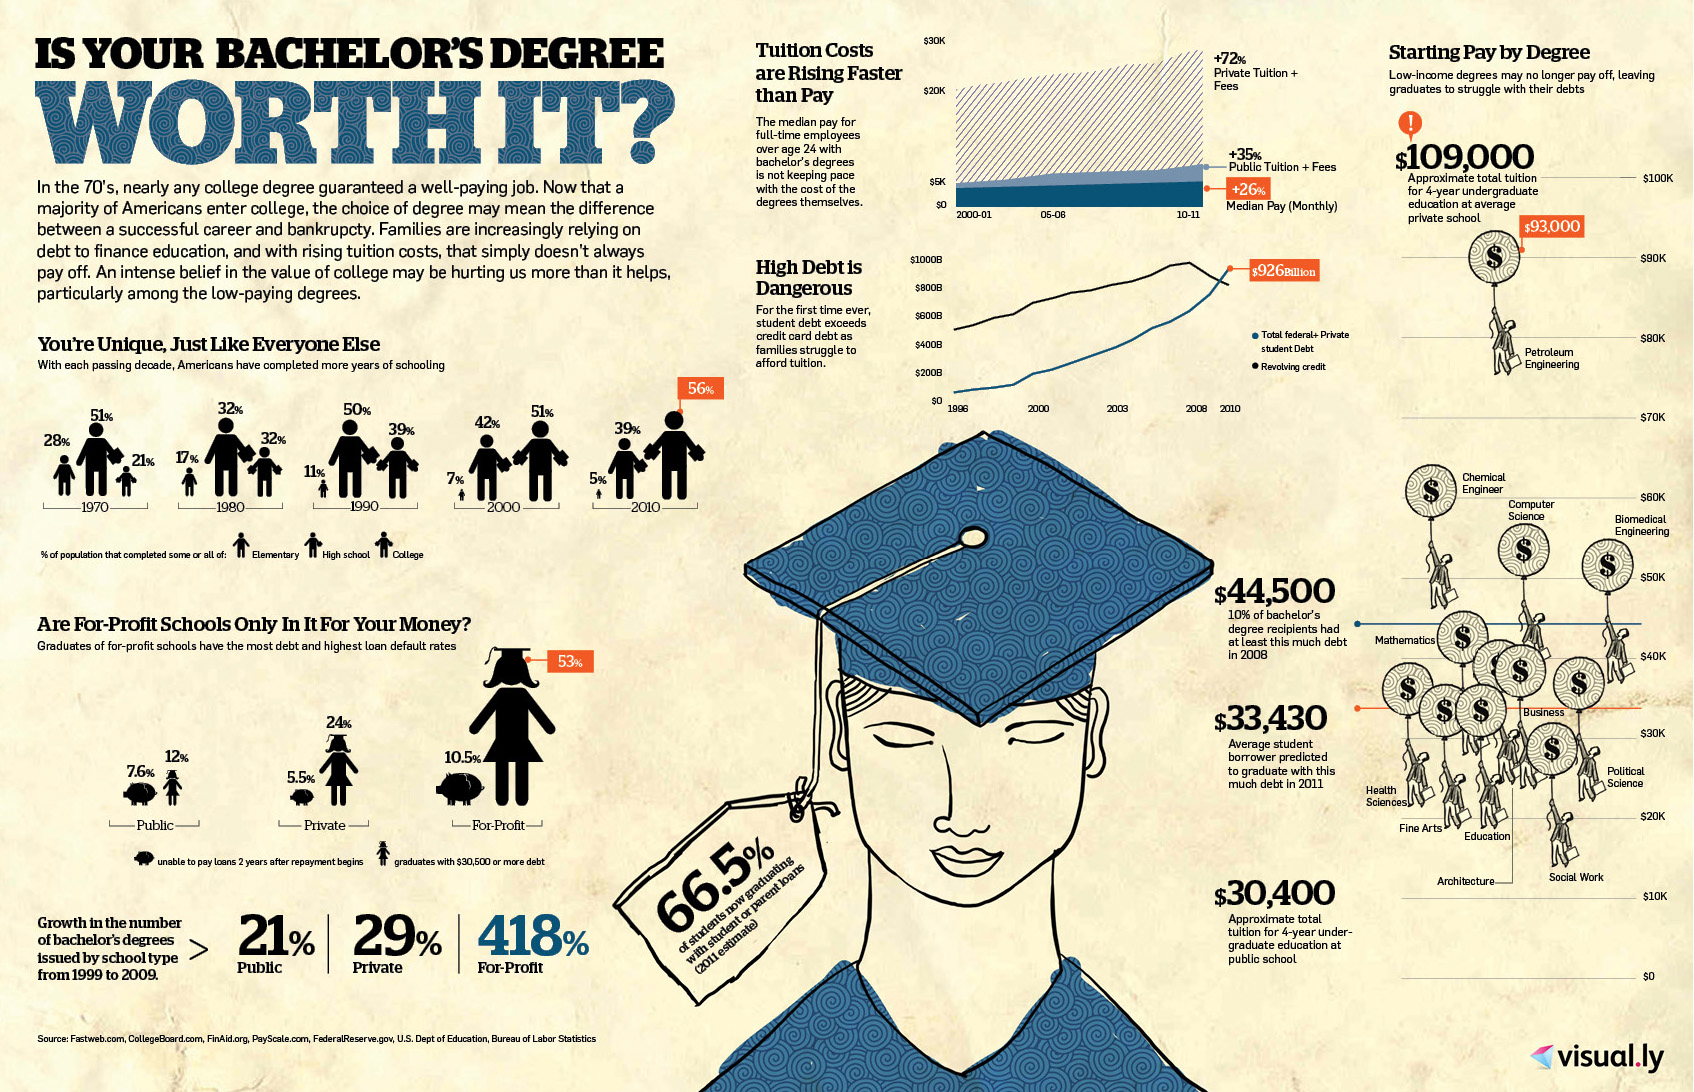 IS YOUR BACHELOR'S DEGREE
WORTH IT?
In the 70's, nearly any college degree guaranteed a well-paying job. Now that a
majority of Americans enter college, the choice of degree may mean the difference
between a successful career and bankrupcty. Families are increasingly relying on
debt to finance education, and with rising tuition costs, that simply doesn't always
pay off. An intense belief in the value of college may be hurting us more than it helps,
particularly among the low-paying degrees.
You're Unique, Just Like Everyone Else
With each passing decade, Americans have completed more years of schooling
28%
51%
21%
1970
17%
32%
32%
1980
11%
50%
39%
1990
7%
42%
51%
2000
5%
39%
56%
2010
% of population that completed some or all of:
Elementary
High school
College
Are For-Profit Schools Only In It For Your Money?
Graduates of for-profit schools have the most debt and highest loan default rates
7.6%
12%
Public
5.5%
24%
Private
10.5%
53%
For-Profit
unable to pay loans 2 years after repayment begins
graduates with $30,500 or more debt
Growth in the number
of bachelor's degrees
issued by school type
from 1999 to 2009.
21%
Public
29%
Private
418%
For-Profit
Source: Fastweb.com, CollegeBoard.com, FinAid.org, PayScale.com, FederalReserve.gov, U.S. Dept of Education, Bureau of Labor Statistics
Tuition Costs
are Rising Faster
than Pay
The median pay for
full-time employees
over age 24 with
bachelor's degrees
is not keeping pace
with the cost of the
degrees themselves.
$30K
$20K
$5K
$0
2000-01
05-06
10-11
+72%
Private Tuition +
Fees
+35%
Public Tuition + Fees
+26%
Median Pay (Monthly)
High Debt is
Dangerous
For the first time ever,
student debt exceeds
credit card debt as
families struggle to
afford tuition.
$1000B
$800B
$600B
$400B
$200B
$0
1996
2000
2003
2008
2010
$926Billion
Total federal+ Private
student Debt
Revolving credit
66.5%
of students now graduating
with student or parent loans
(2011 estimate)
Starting Pay by Degree
Low-income degrees may no longer pay off, leaving
graduates to struggle with their debts
!
$109,000
Approximate total tuition
for 4-year undergraduate
education at average
private school
$93,000
$
Petroleum
Engineering
$100K
$90K
$80K
$70K
$60K
$50K
$40K
$30K
$20K
$10K
$0
Chemical
Engineer
$
Computer
Science
$
Biomedical
Engineering
$
$44,500
10% of bachelor's
degree recipients had
at least this much debt
in 2008
Mathematics
$
$
$
$
$
$
$
Business
$
$33,430
Average student
borrower predicted
to graduate with this
much debt in 2011
Health
Sciences
Political
Science
Fine Arts
Education
Architecture
Social Work
$30,400
Approximate total
tuition for 4-year under-
graduate education at
public school
visual.ly